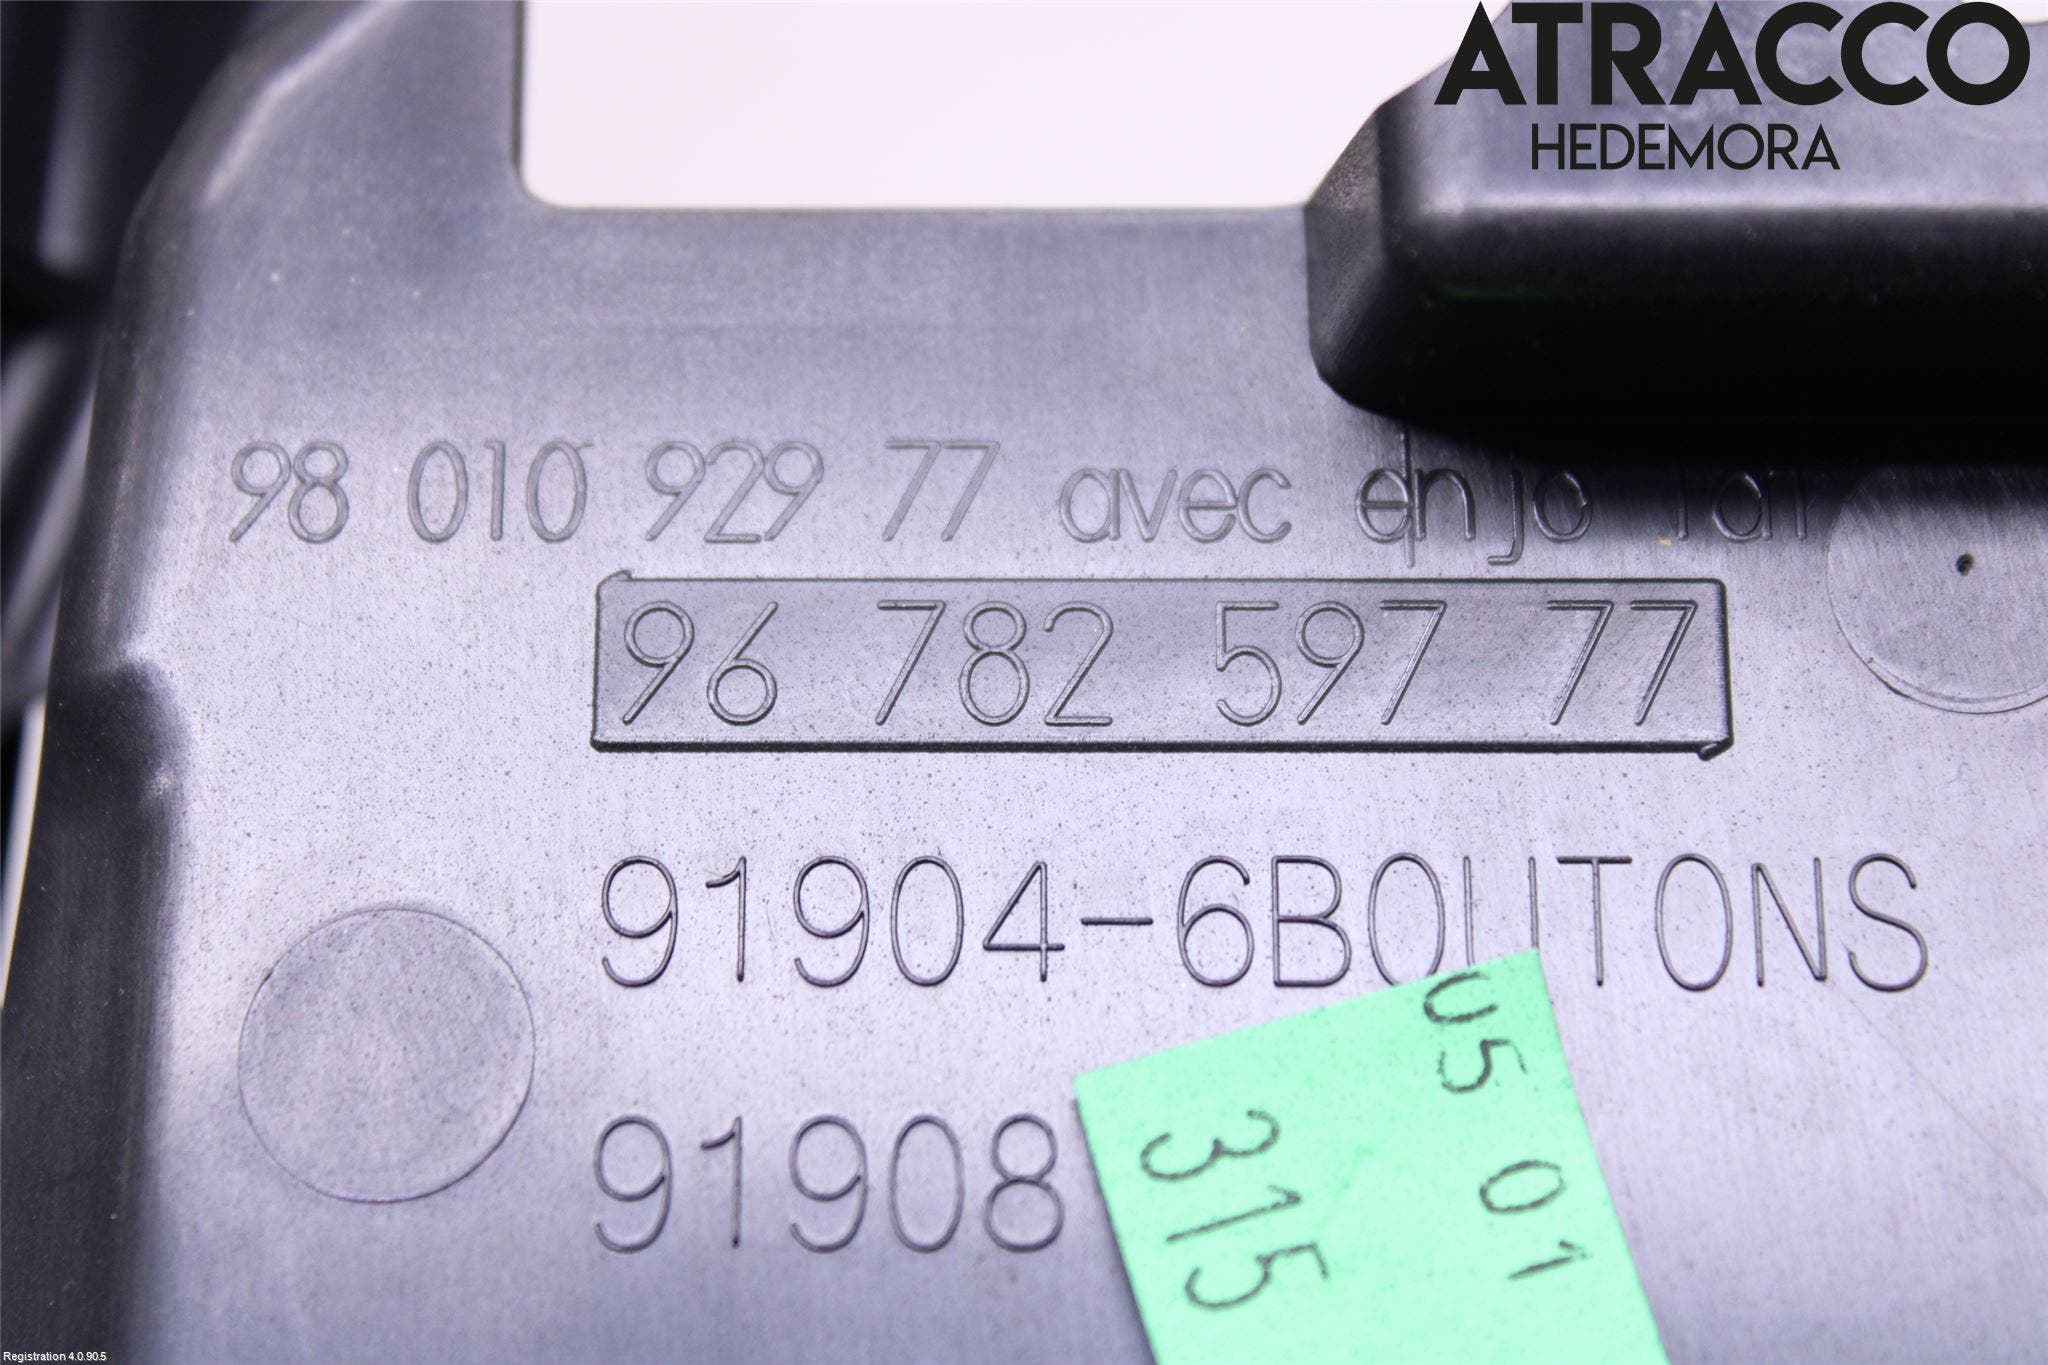 ATRACCO
HEDEMORA
98 010 929 77 avec enjo
96 782 597 77
91904-6BOUTONS
91908
05 01
315
Registration 4.0.90.5